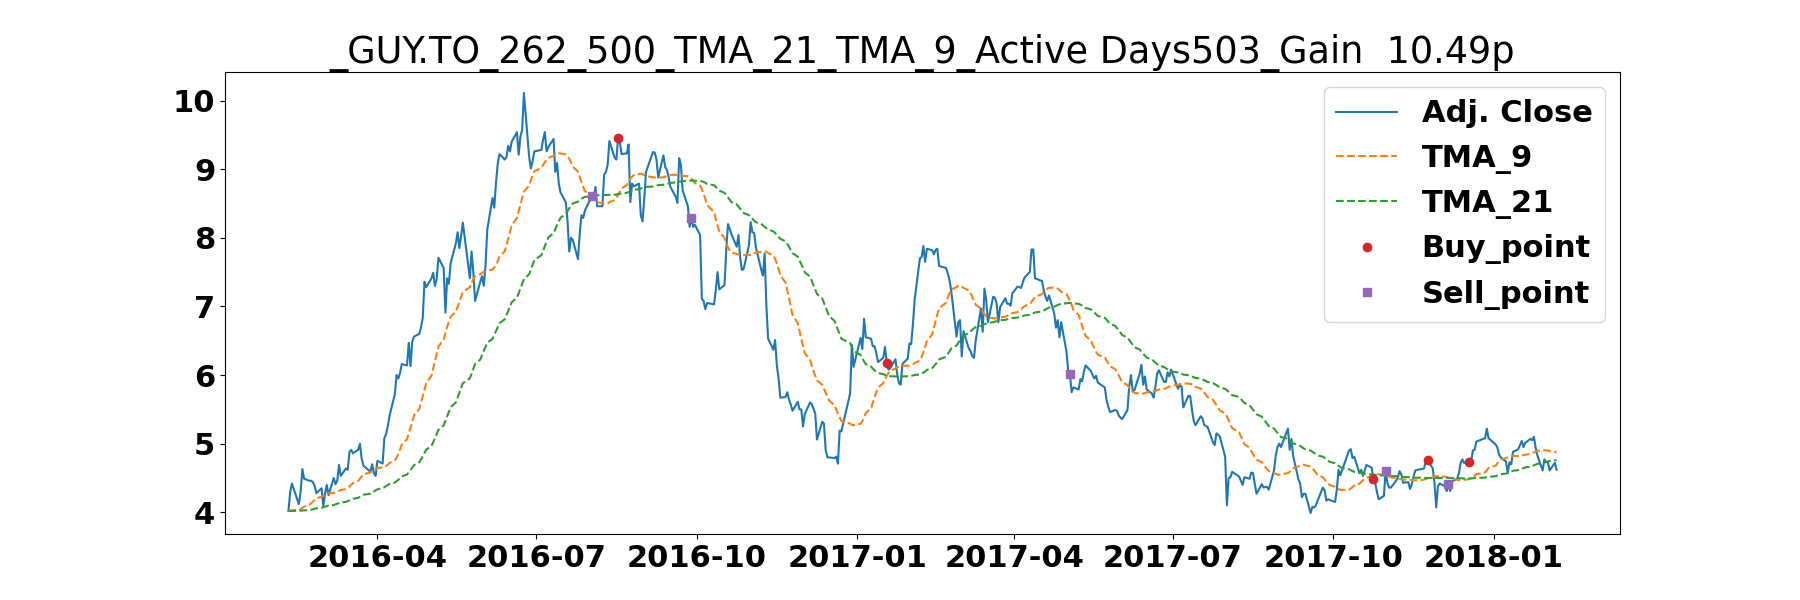 _GUY.TO_262_500_TMA_21_TMA_9_Active Days503_Gain  10.49p
10
9
8
7
6
5
4
Adj. Close
TMA_9
TMA_21
Buy_point
Sell_point
2016-04 2016-07 2016-10 2017-01 2017-04 2017-07 2017-10 2018-01